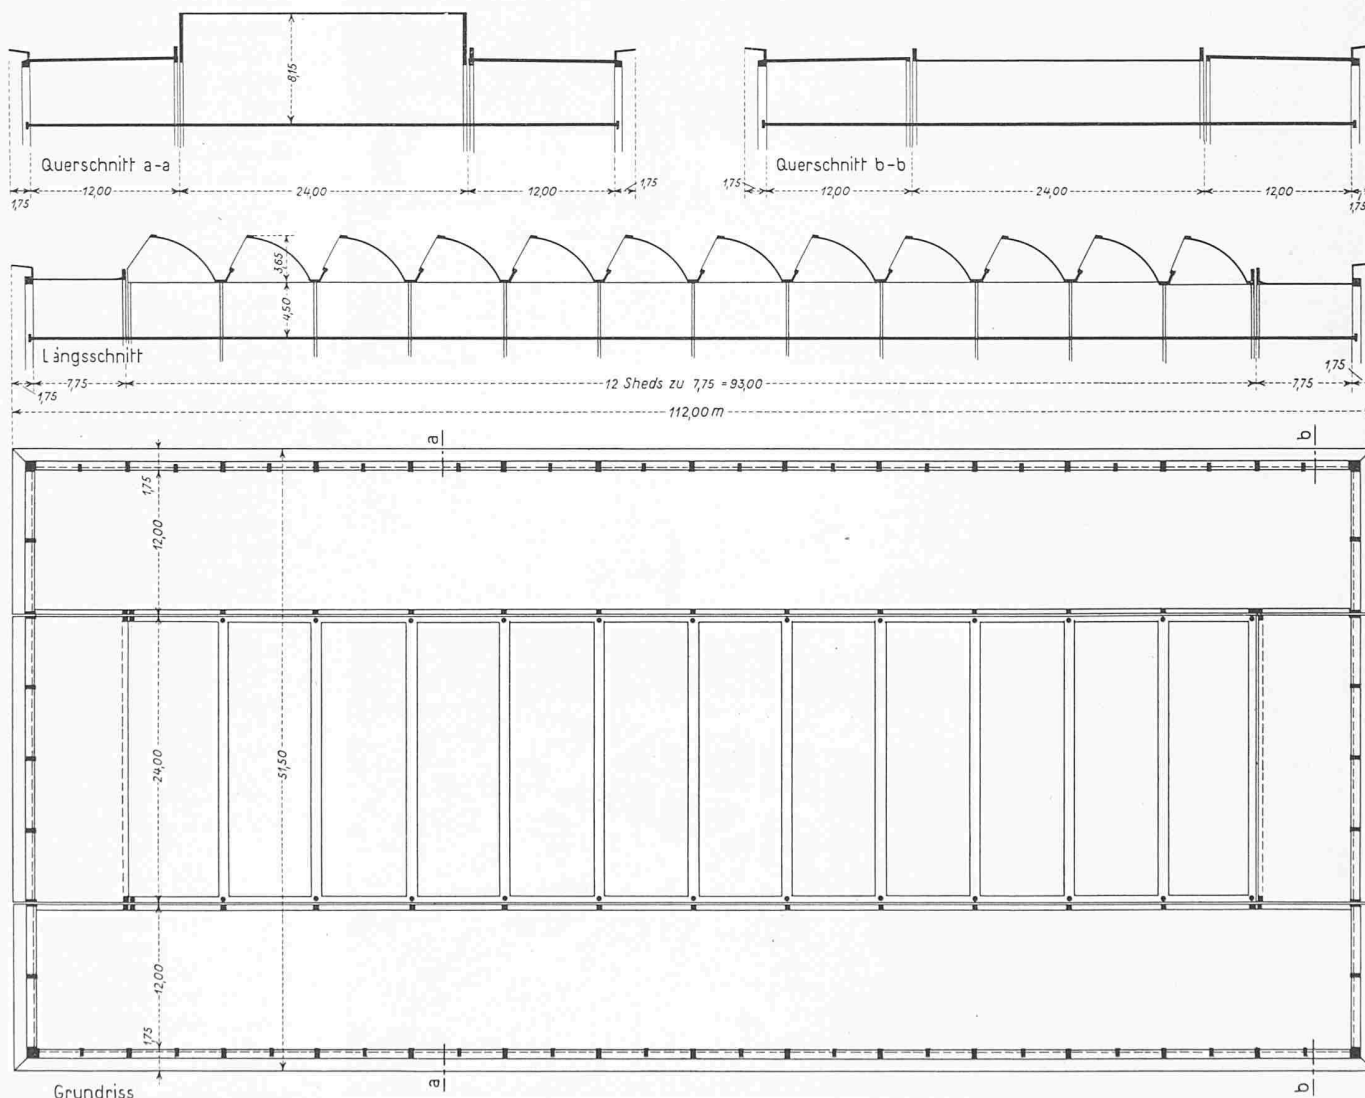 8,15
Querschnitt a-a
Querschnitt b-b
1,75
12,00
24,00
12,00
1,75
1,75
12,00
24,00
12,00
1,75
3,65
4,50
Längsschnitt
1,75
7,75
12 Sheds zu 7,75 = 93,00
7,75
1,75
112,00 m
a
b
1,75
12,00
24,00
51,50
12,00
1,75
a
b
Grundriss